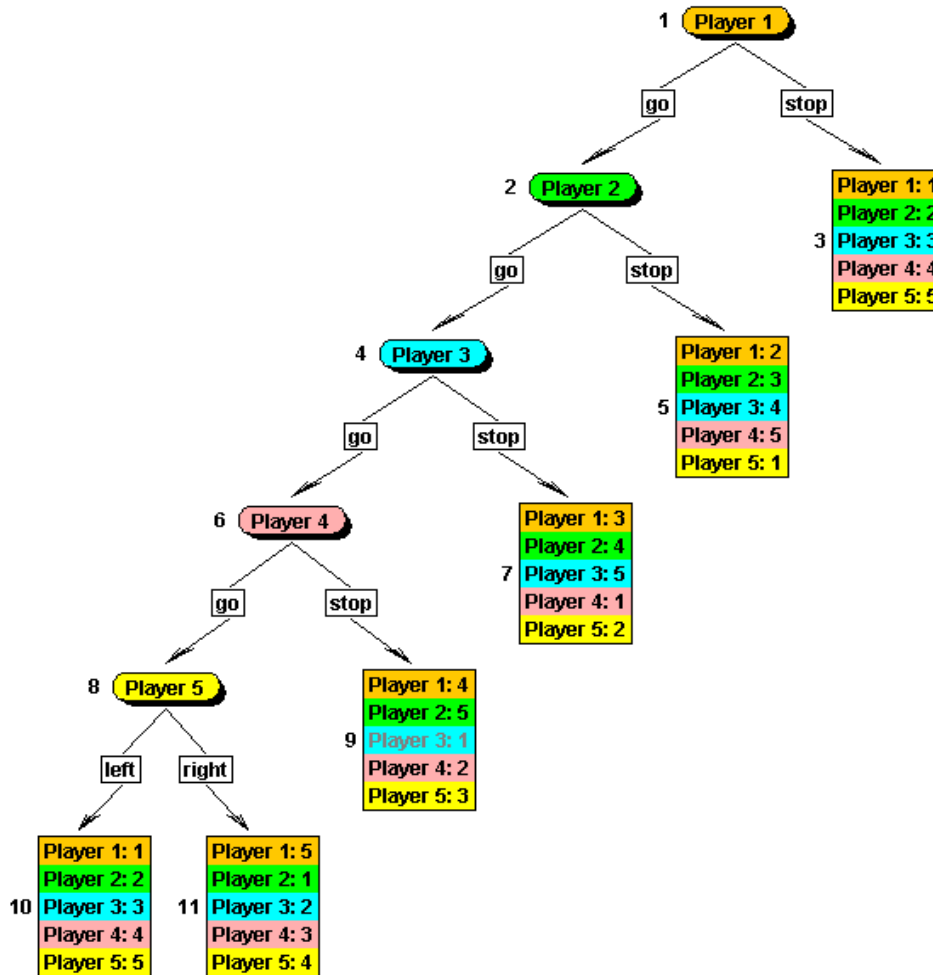 1 Player 1
go stop
2 Player 2
Player 1: 1
Player 2: 2
3 Player 3: 3
Player 4: 4
Player 5: 5
go stop
4 Player 3
Player 1: 2
Player 2: 3
5 Player 3: 4
Player 4: 5
Player 5: 1
go stop
6 Player 4
Player 1: 3
Player 2: 4
7 Player 3: 5
Player 4: 1
Player 5: 2
go stop
8 Player 5
Player 1: 4
Player 2: 5
9 Player 3: 1
Player 4: 2
Player 5: 3
left right
Player 1: 1
Player 2: 2
10 Player 3: 3
Player 4: 4
Player 5: 5
Player 1: 5
Player 2: 1
11 Player 3: 2
Player 4: 3
Player 5: 4